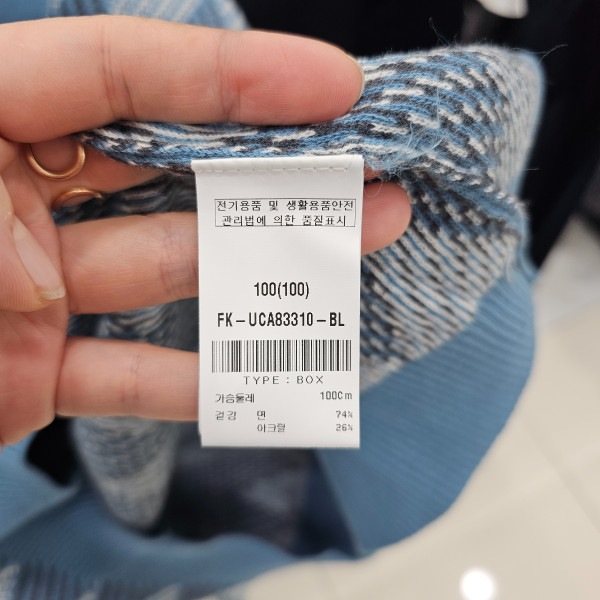 전기용품 및 생활용품안전
관리법에 의한 품질표시
100(100)
FK-UCA83310-BL
TYPE : BOX
가슴둘레 100Cm
겉감 면 74%
아크릴 26%